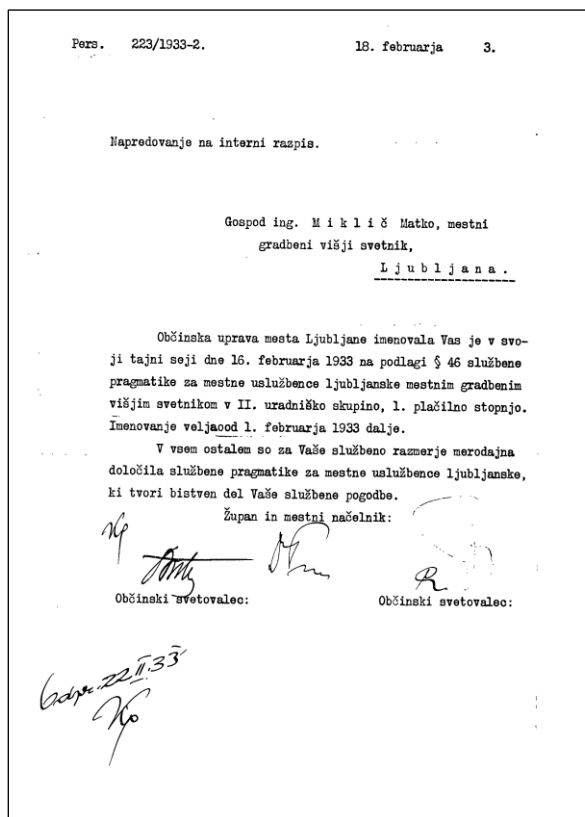 Pers. 223/1933-2. 18. februarja 3.
Napredovanje na interni razpis.
Gospod ing. M i k l i č Matko, mestni
gradbeni višji svetnik,
L j u b l j a n a .
Občinska uprava mesta Ljubljane imenovala Vas je v svo-
ji tajni seji dne 16. februarja 1933 na podlagi § 46 službene
pragmatike za mestne uslužbence ljubljanske mestnim gradbenim
višjim svetnikom v II. uradniško skupino, 1. plačilno stopnjo.
Imenovanje veljaood 1. februarja 1933 dalje.
V vsem ostalem so za Vaše službeno razmerje merodajna
določila službene pragmatike za mestne uslužbence ljubljanske,
ki tvori bistven del Vaše službene pogodbe.
Župan in mestni načelnik:
Občinski svetovalec: Občinski svetovalec:
22.II.33